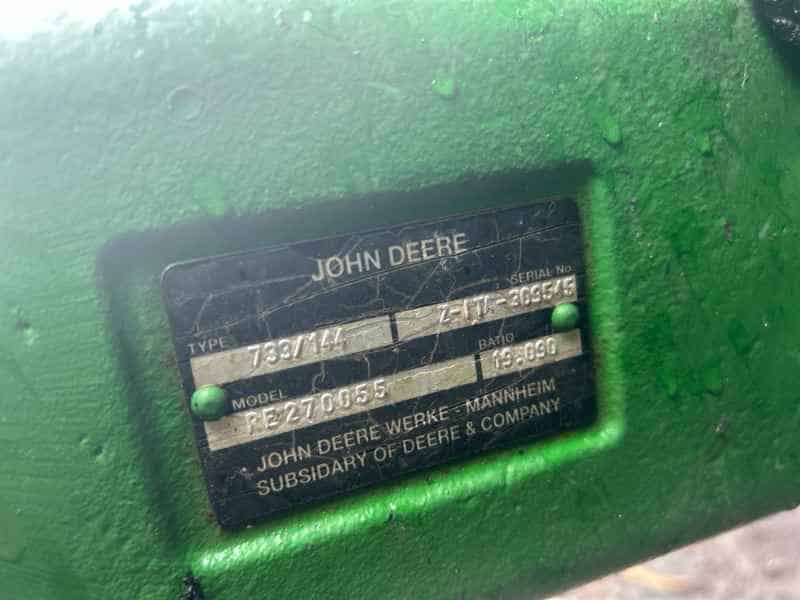 JOHN DEERE
SERIAL No.
TYPE 733/144
MODEL RE270055
RATIO 19.090
JOHN DEERE WERKE - MANNHEIM
SUBSIDARY OF DEERE & COMPANY